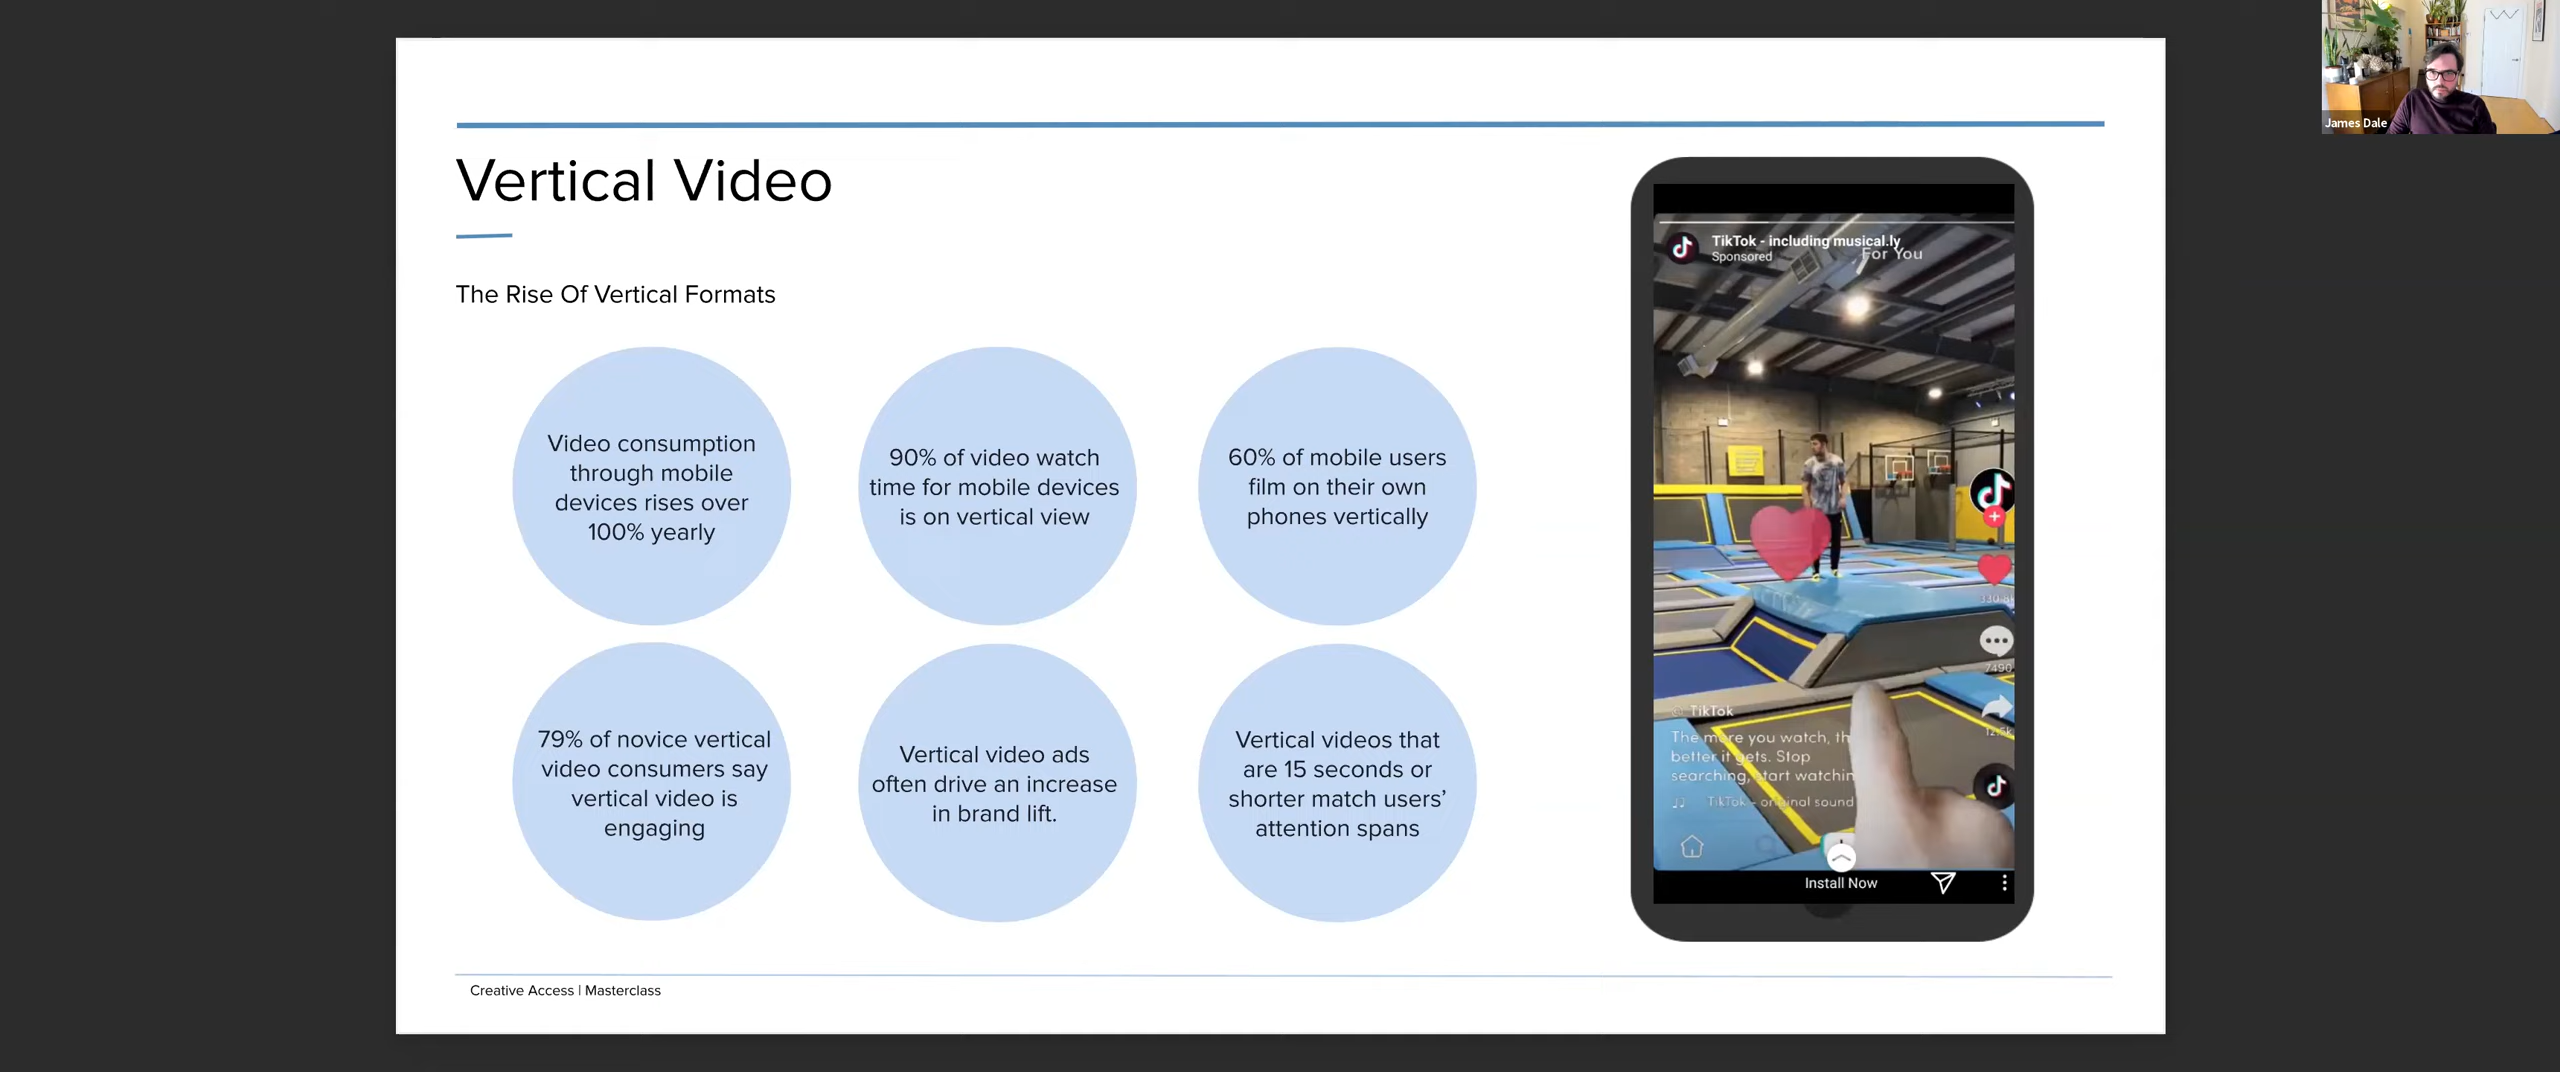 James Dale
Vertical Video
The Rise Of Vertical Formats
Video consumption
through mobile
devices rises over
100% yearly
90% of video watch
time for mobile devices
is on vertical view
60% of mobile users
film on their own
phones vertically
79% of novice vertical
video consumers say
vertical video is
engaging
Vertical video ads
often drive an increase
in brand lift.
Vertical videos that
are 15 seconds or
shorter match users’
attention spans
TikTok - including musical.ly
Sponsored
For You
7490
@ TikTok
The more you watch, th
better it gets. Stop
searching, start watchin
TikTok - original sound
Install Now
Creative Access | Masterclass